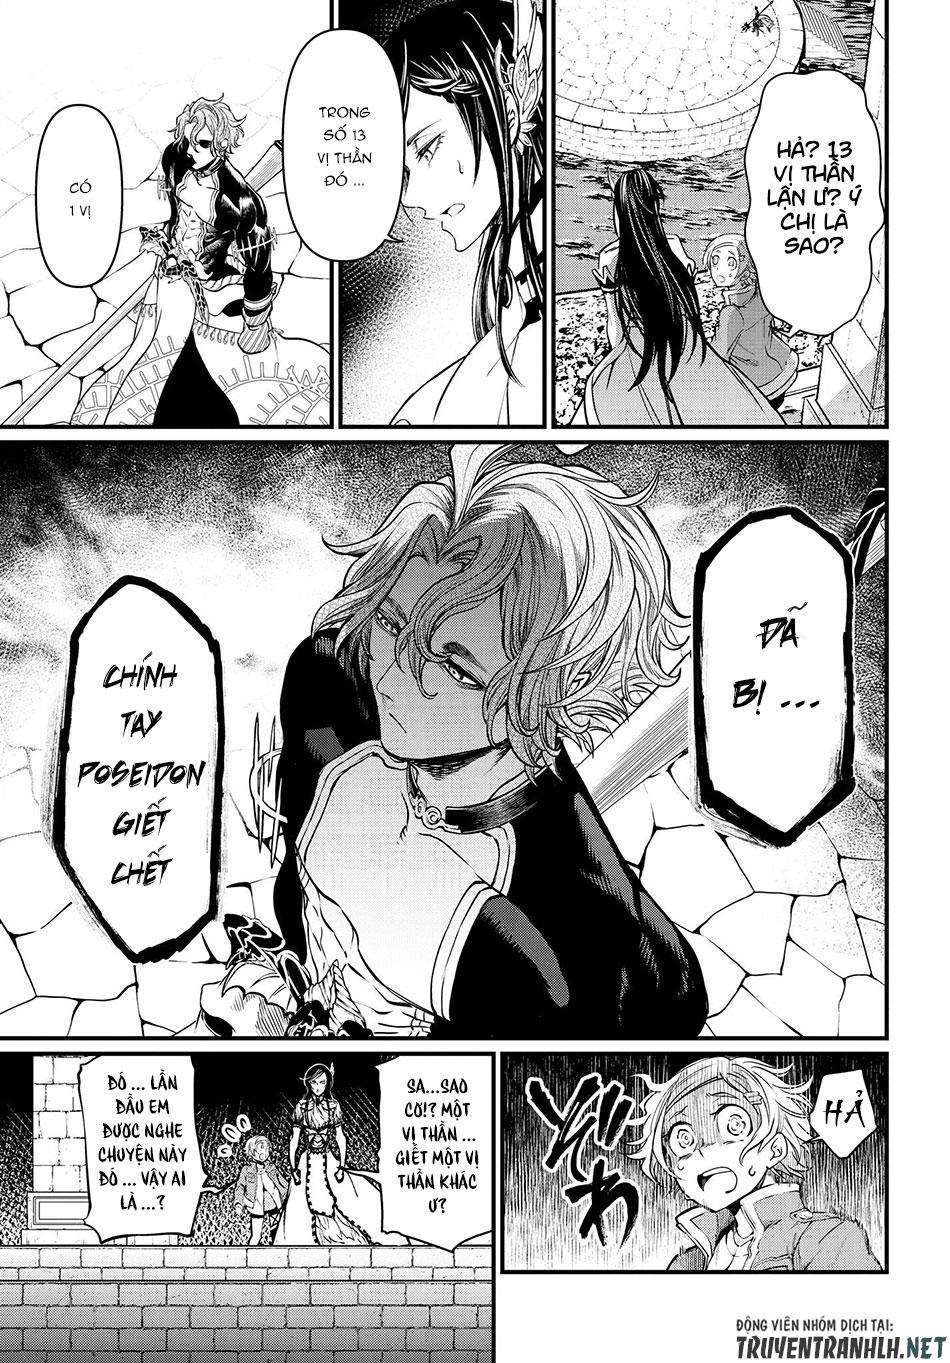 HẢ? 13
VỊ THẦN
LẬN Ư? Ý
CHỊ LÀ
SAO?
TRONG
SỐ 13
VỊ THẦN
ĐÓ ...
CÓ
1 VỊ
ĐÃ
BỊ ...
CHÍNH
TAY
POSEIDON
GIẾT
CHẾT
HẢ
ぞわ
SA...SAO
CƠ!? MỘT
VỊ THẦN ...
GIẾT MỘT VỊ
THẦN KHÁC
Ư?
ĐÓ ... LẦN
ĐẦU EM
ĐƯỢC NGHE
CHUYỆN NÀY
ĐÓ ... VẬY AI
LÀ ...?
ĐỘNG VIÊN NHÓM DỊCH TẠI:
TRUYENTRANHLH.NET